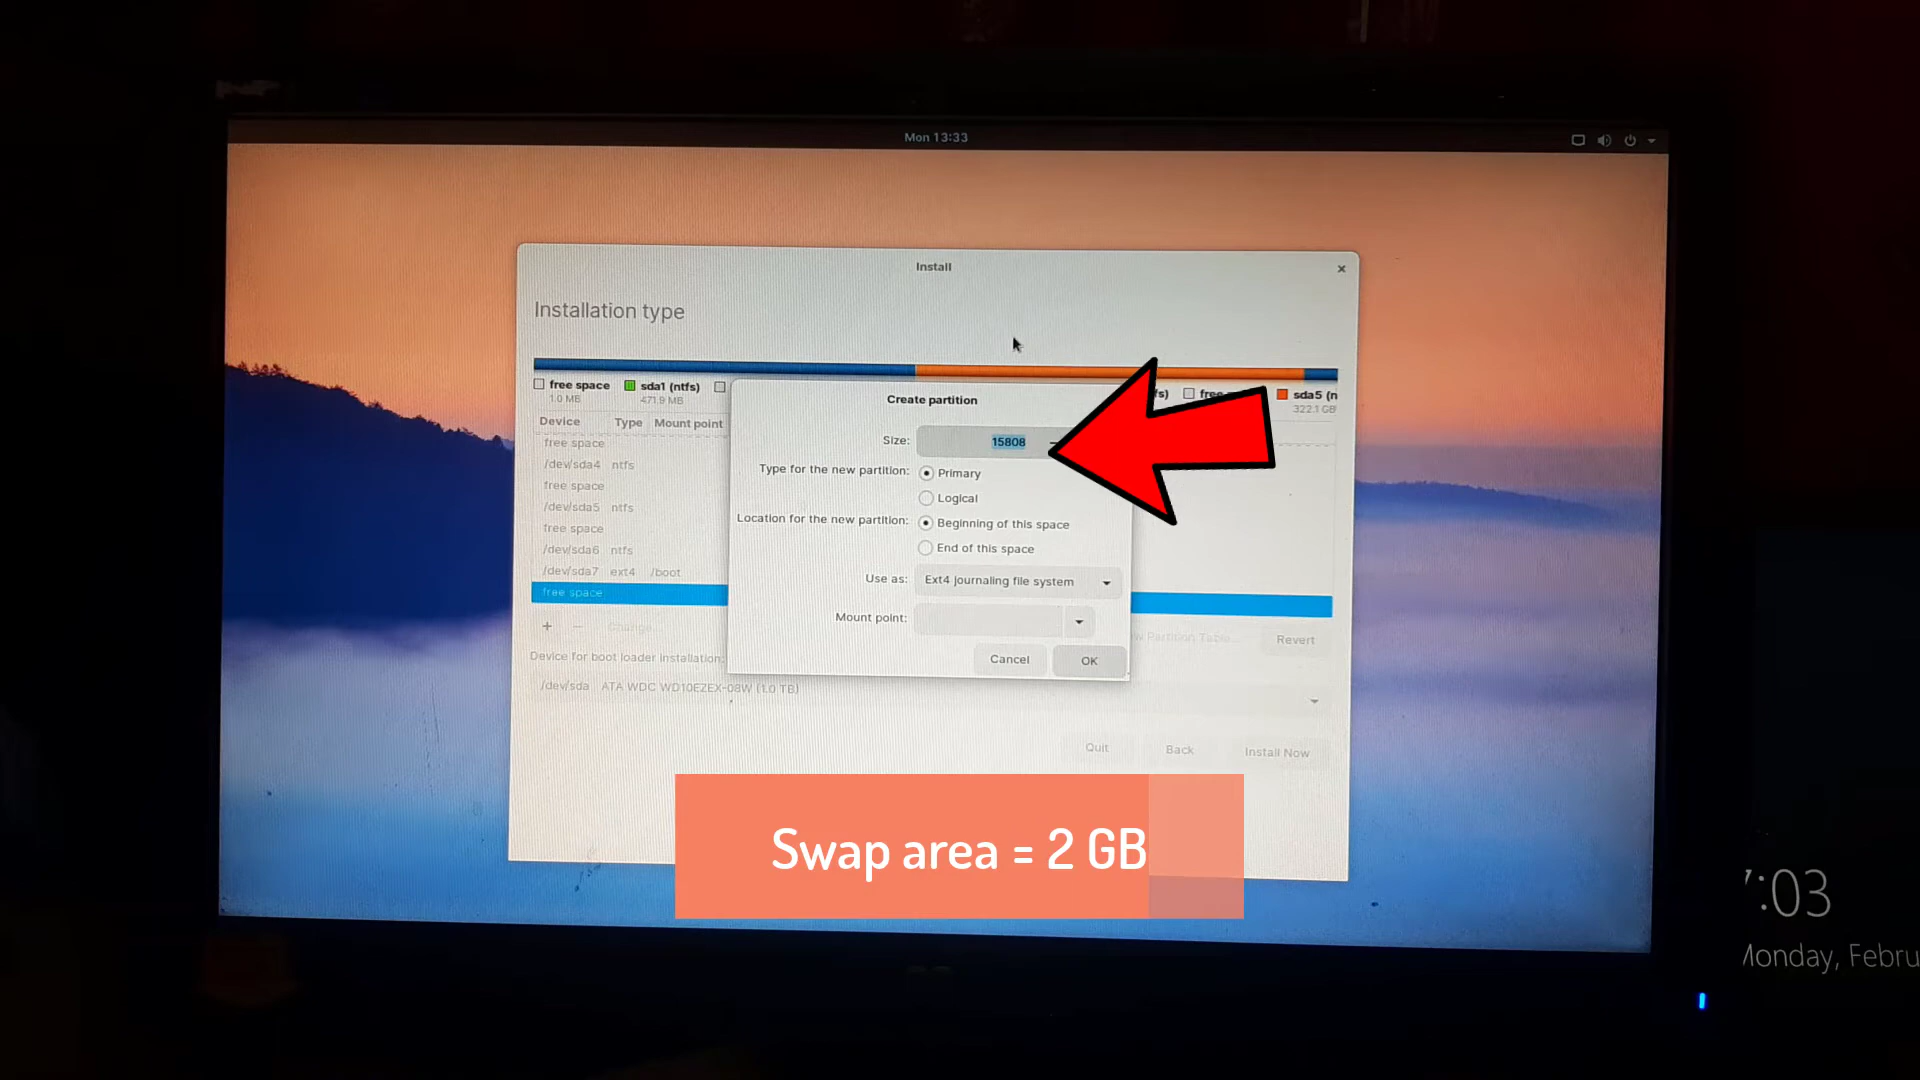 Mon 13:33
Install
Installation type
free space
1.0 MB
sda1 (ntfs)
471.9 MB
sda5 (n
322.1 GB
Device Type Mount point
free space
/dev/sda4 ntfs
free space
/dev/sda5 ntfs
free space
/dev/sda6 ntfs
/dev/sda7 ext4 /boot
free space
+ − Change...
Revert
Create partition
Size: 15808
Type for the new partition: Primary
Logical
Location for the new partition: Beginning of this space
End of this space
Use as: Ext4 journaling file system
Mount point:
Cancel OK
Device for boot loader installation:
/dev/sda ATA WDC WD10EZEX-08W (1.0 TB)
Quit Back Install Now
Swap area = 2 GB
:03
Monday, Febru